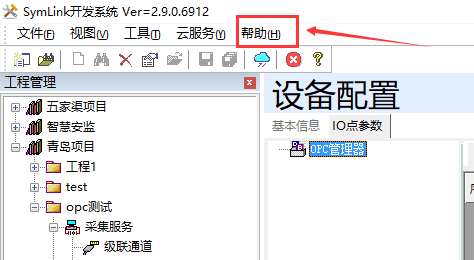 SymLink开发系统 Ver=2.9.0.6912
文件(F) 视图(V) 工具(T) 云服务(Y) 帮助(H)
工程管理
五家渠项目
智慧安监
青岛项目
工程1
test
opc测试
采集服务
级联通道
设备配置
基本信息 IO点参数
OPC管理器